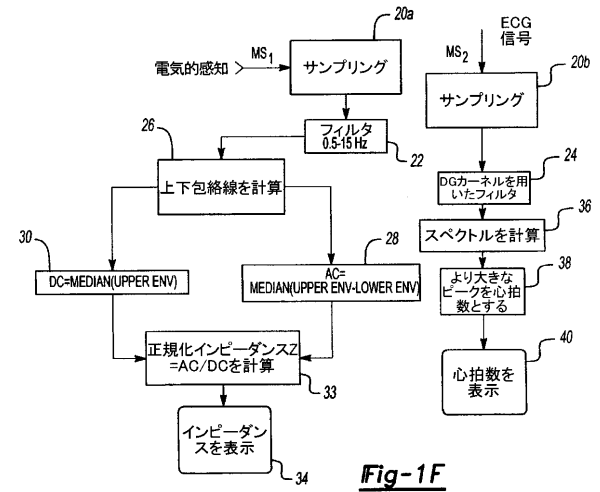 20a
電気的感知
MS1
サンプリング
フィルタ
0.5-15 Hz
22
26
上下包絡線を計算
30
DC=MEDIAN(UPPER ENV)
28
AC=
MEDIAN(UPPER ENV-LOWER ENV)
正規化インピーダンスZ
=AC/DCを計算
33
インピーダン
スを表示
34
ECG
信号
MS2
20b
サンプリング
24
DGカーネルを用
いたフィルタ
36
スペクトルを計算
38
より大きな
ピークを心拍
数とする
40
心拍数を
表示
Fig-1F